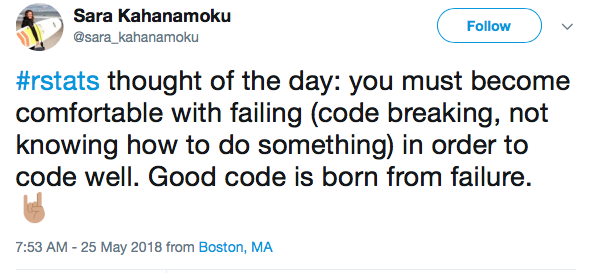 Sara Kahanamoku
@sara_kahanamoku
Follow
#rstats thought of the day: you must become
comfortable with failing (code breaking, not
knowing how to do something) in order to
code well. Good code is born from failure.
🤘🏽
7:53 AM - 25 May 2018 from Boston, MA